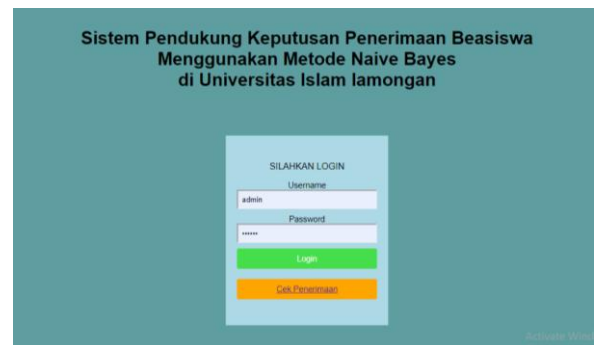 Sistem Pendukung Keputusan Penerimaan Beasiswa
Menggunakan Metode Naive Bayes
di Universitas Islam lamongan
SILAHKAN LOGIN
Username
admin
Password
••••••
Login
Cek Penerimaan
Activate Win